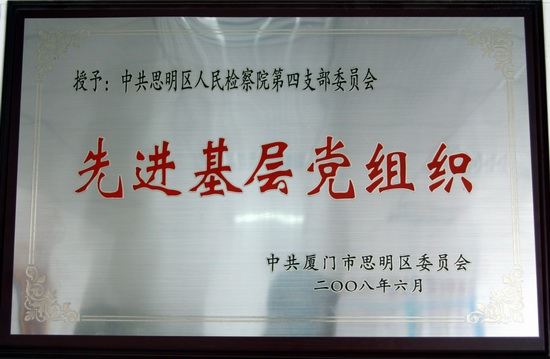 授予：中共思明区人民检察院第四支部委员会
先进基层党组织
中共厦门市思明区委员会
二〇〇八年六月